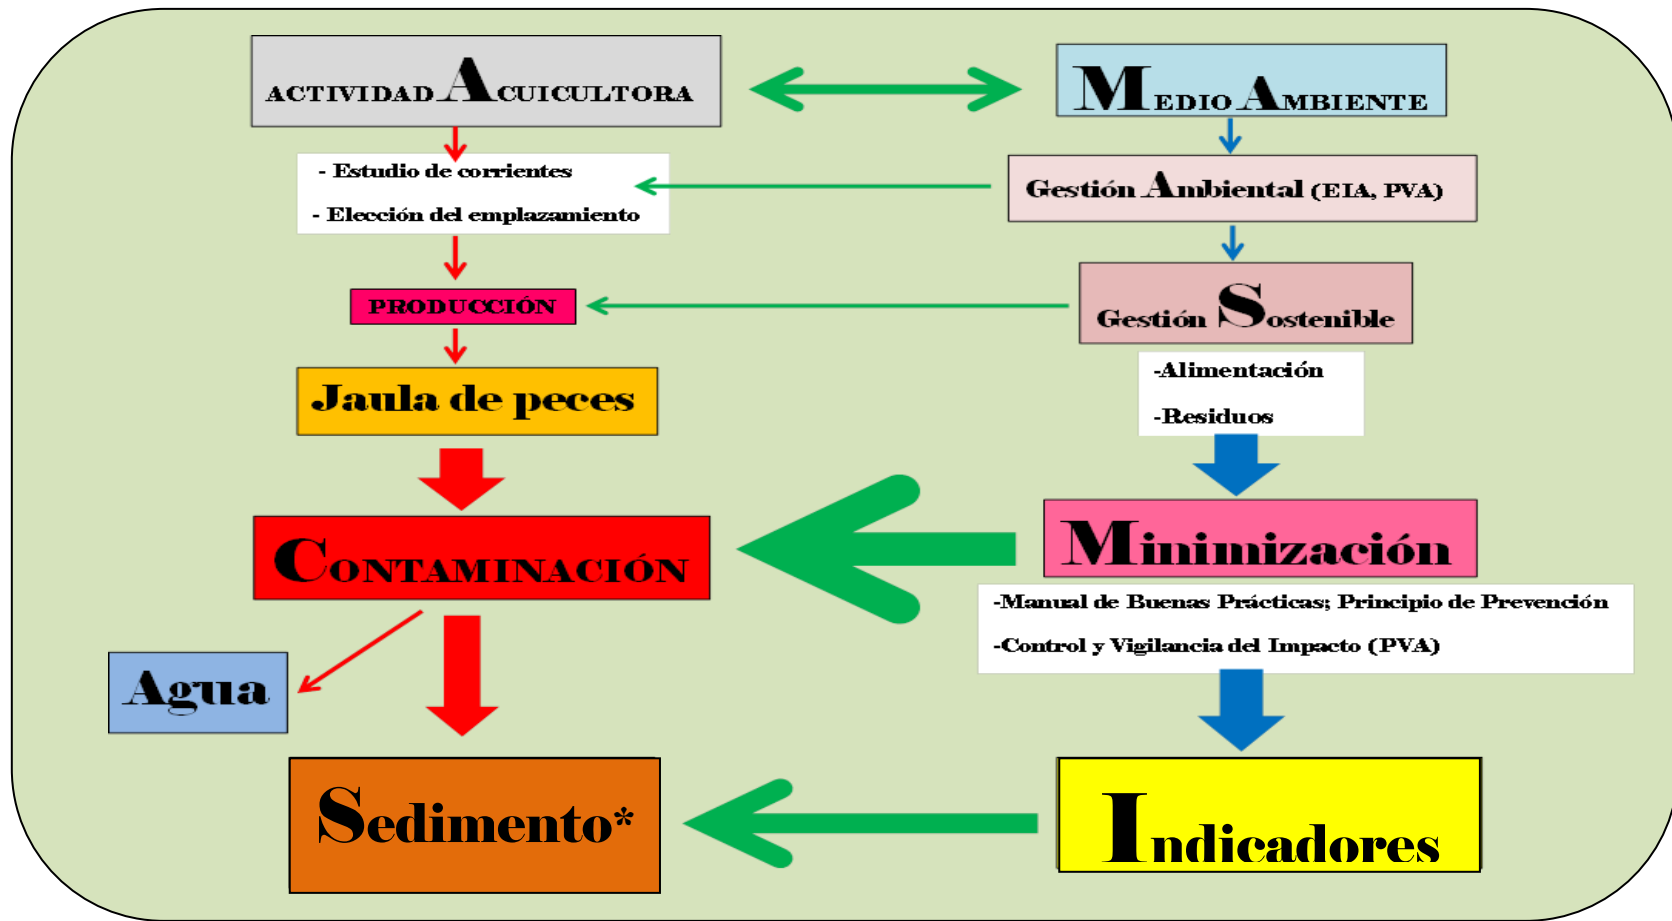 ACTIVIDAD ACUICULTORA
MEDIO AMBIENTE
- Estudio de corrientes
- Elección del emplazamiento
Gestión Ambiental (EIA, PVA)
PRODUCCIÓN
Gestión Sostenible
-Alimentación
-Residuos
Jaula de peces
CONTAMINACIÓN
Minimización
-Manual de Buenas Prácticas; Principio de Prevención
-Control y Vigilancia del Impacto (PVA)
Agua
Sedimento*
Indicadores